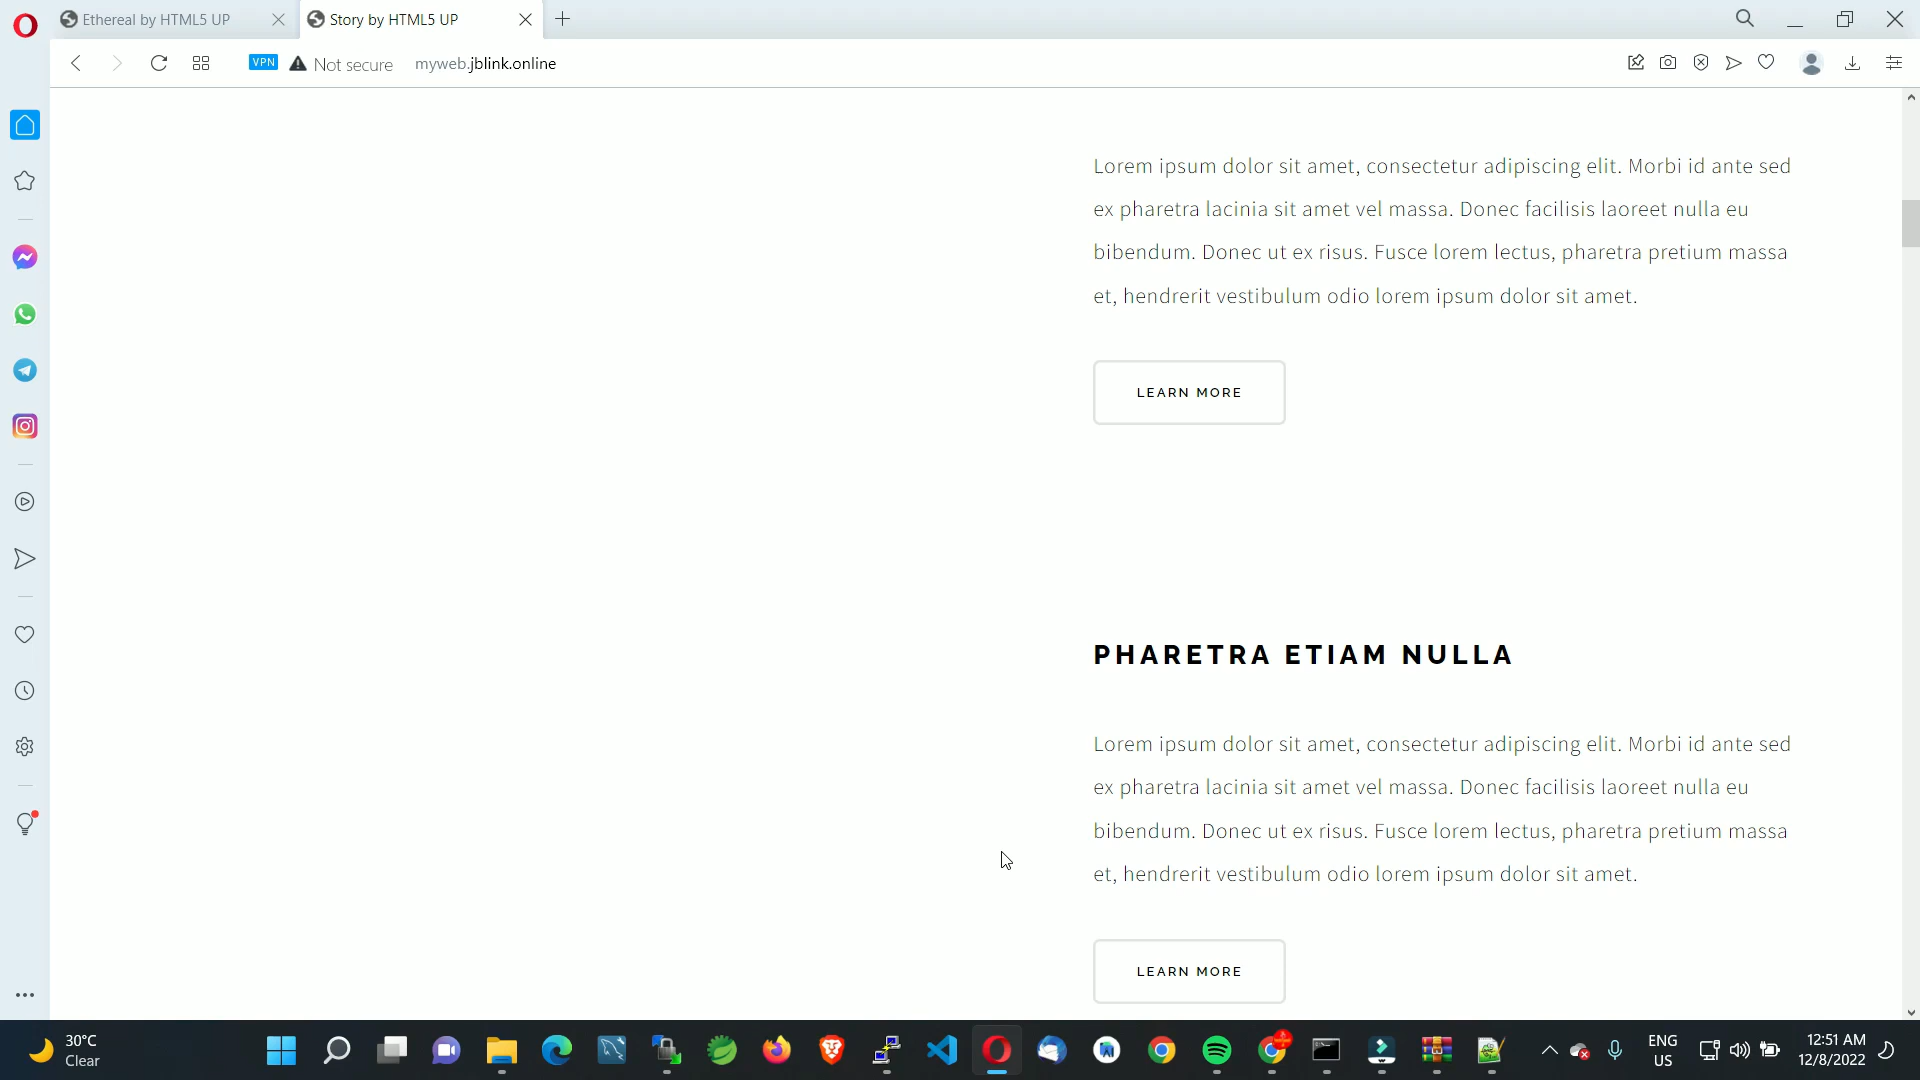 Ethereal by HTML5 UP
Story by HTML5 UP
VPN
Not secure
myweb.jblink.online
Lorem ipsum dolor sit amet, consectetur adipiscing elit. Morbi id ante sed
ex pharetra lacinia sit amet vel massa. Donec facilisis laoreet nulla eu
bibendum. Donec ut ex risus. Fusce lorem lectus, pharetra pretium massa
et, hendrerit vestibulum odio lorem ipsum dolor sit amet.
LEARN MORE
PHARETRA ETIAM NULLA
Lorem ipsum dolor sit amet, consectetur adipiscing elit. Morbi id ante sed
ex pharetra lacinia sit amet vel massa. Donec facilisis laoreet nulla eu
bibendum. Donec ut ex risus. Fusce lorem lectus, pharetra pretium massa
et, hendrerit vestibulum odio lorem ipsum dolor sit amet.
LEARN MORE
30°C
Clear
ENG
US
12:51 AM
12/8/2022